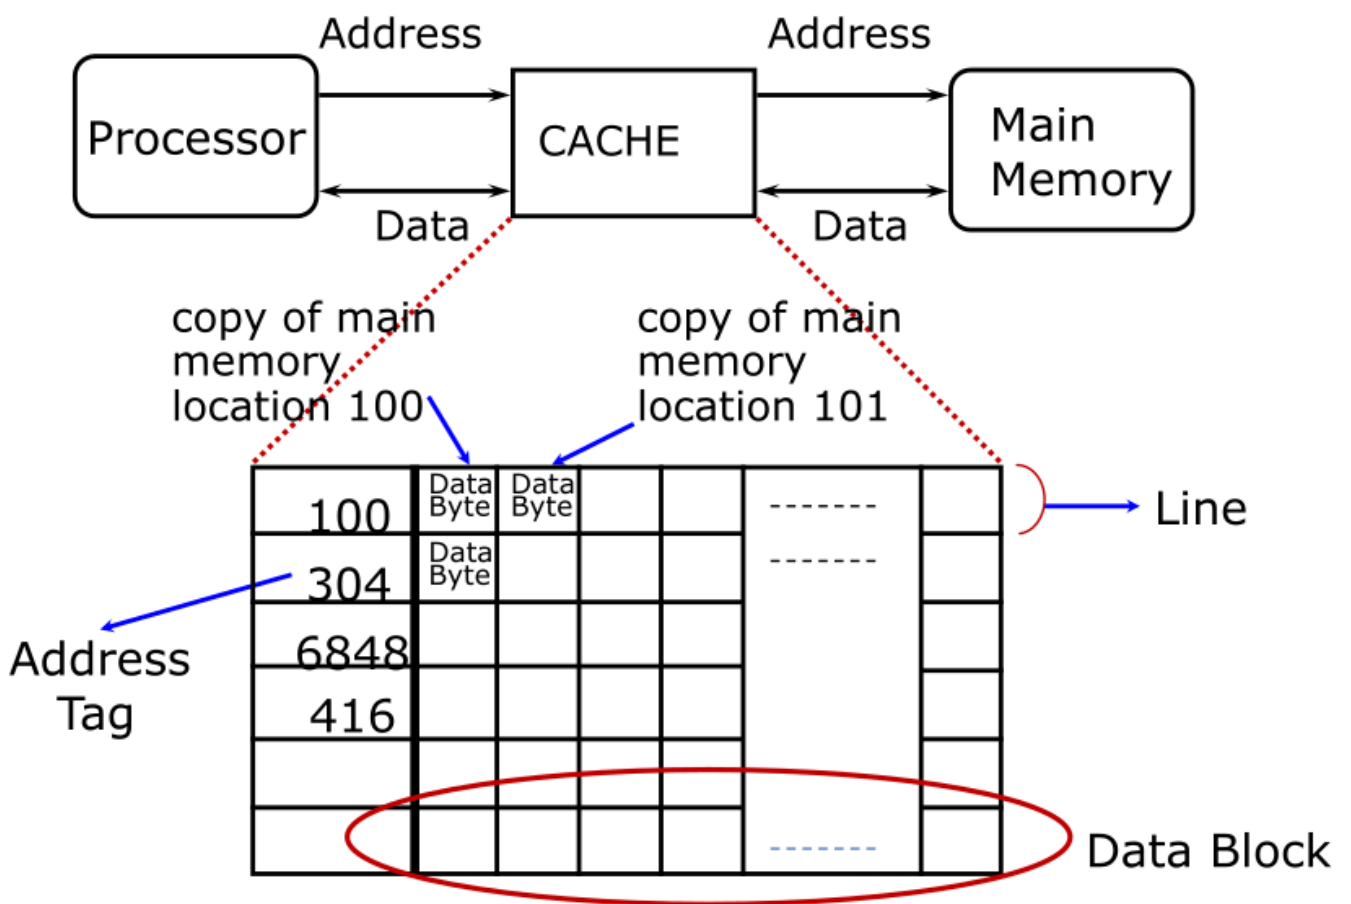 Address
Address
Processor
CACHE
Main
Memory
Data
Data
copy of main
memory
location 100
copy of main
memory
location 101
100
Data
Byte
Data
Byte
Line
304
Data
Byte
Address
Tag
6848
416
Data Block